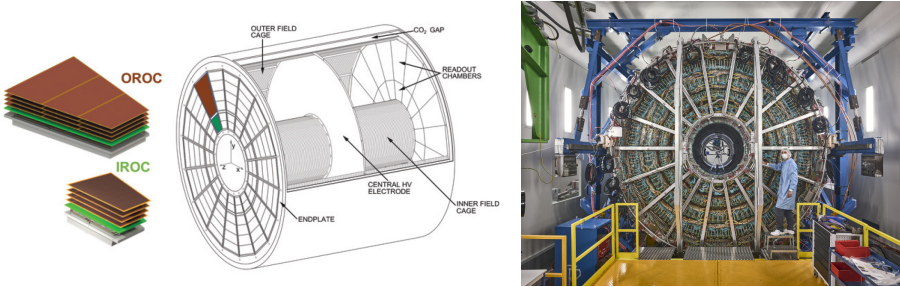 OROC
IROC
OUTER FIELD
CAGE
CO₂ GAP
READOUT
CHAMBERS
y
z
x
CENTRAL HV
ELECTRODE
INNER FIELD
CAGE
ENDPLATE